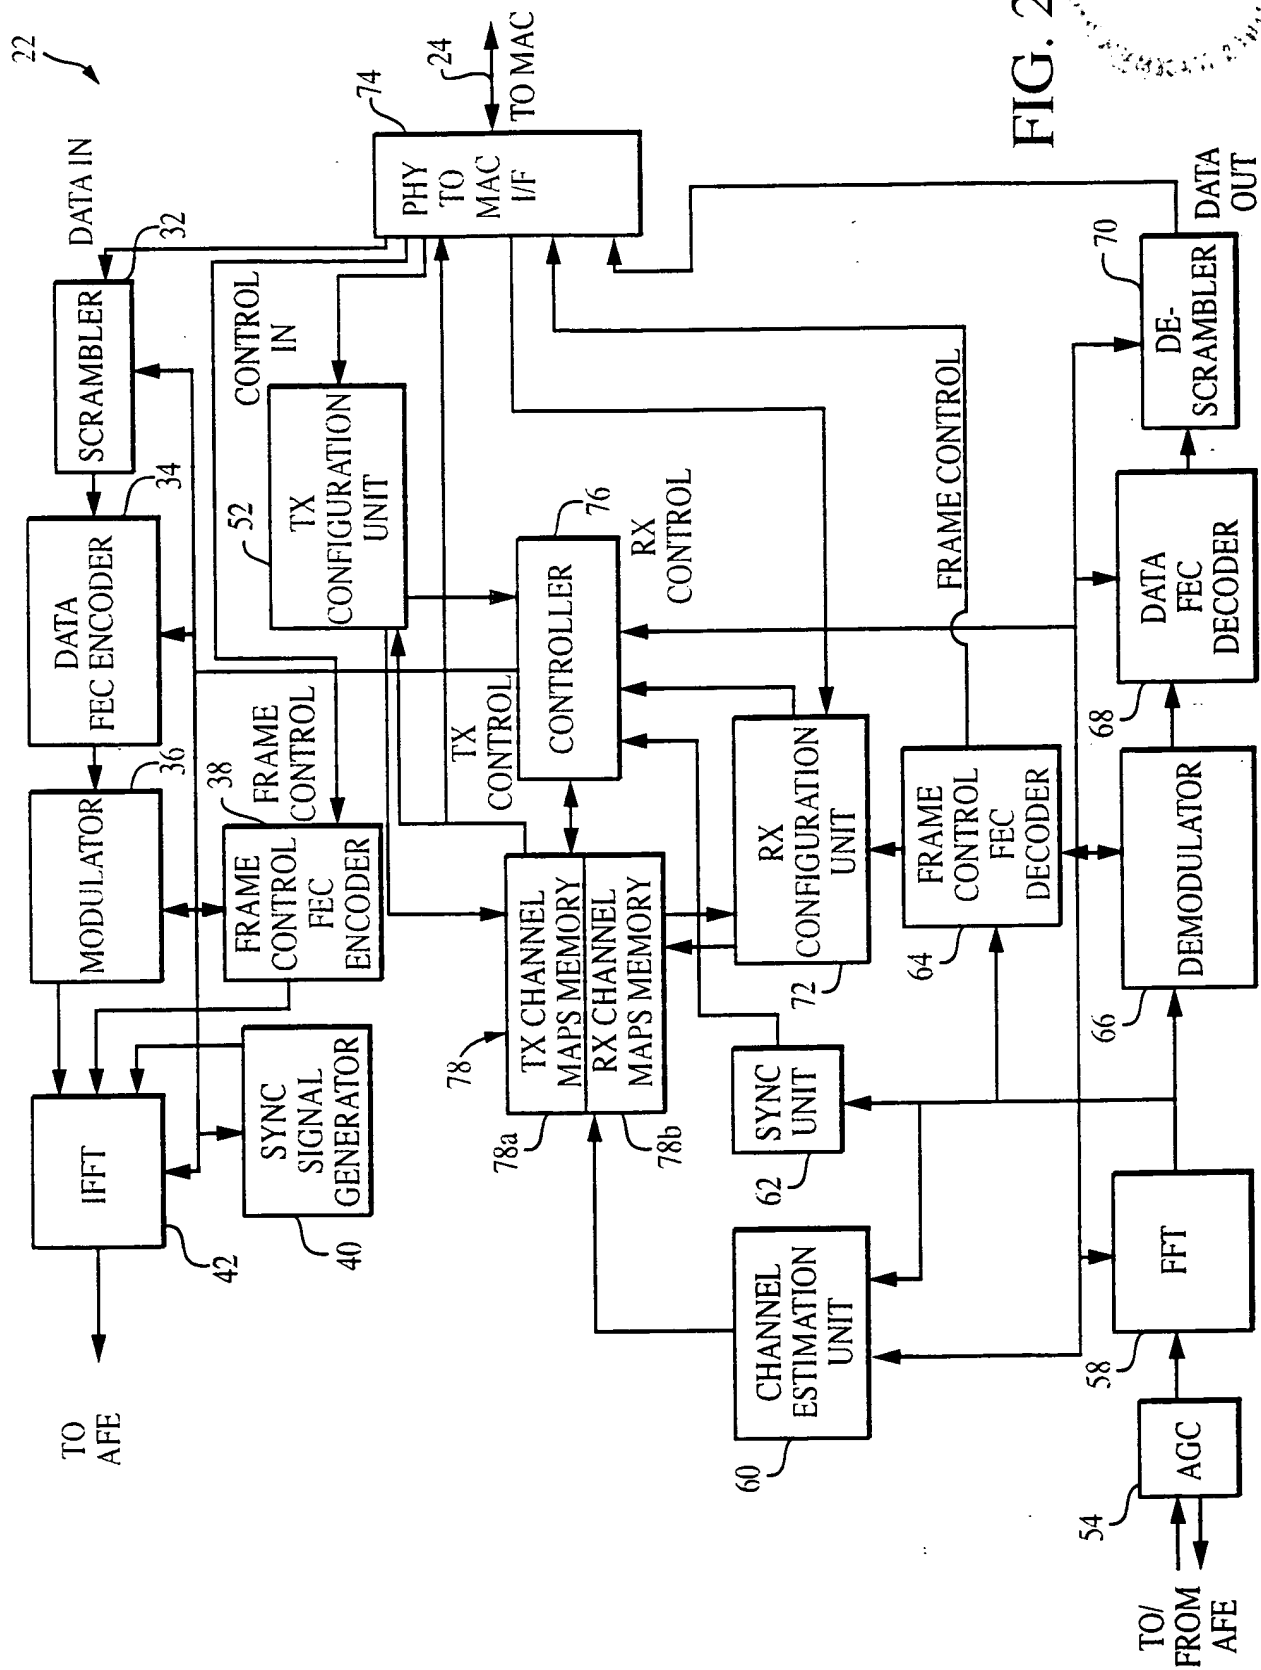 22
DATA IN
SCRAMBLER
32
DATA
FEC ENCODER
34
MODULATOR
36
IFFT
42
TO
AFE
FRAME
CONTROL
FEC
ENCODER
38
FRAME
CONTROL
SYNC
SIGNAL
GENERATOR
40
CONTROL
IN
TX
CONFIGURATION
UNIT
52
PHY
TO
MAC
I/F
74
24
TO MAC
TX
CONTROL
CONTROLLER
76
RX
CONTROL
TX CHANNEL
MAPS MEMORY
RX CHANNEL
MAPS MEMORY
78
78a
78b
RX
CONFIGURATION
UNIT
72
SYNC
UNIT
62
CHANNEL
ESTIMATION
UNIT
60
FRAME
CONTROL
FEC
DECODER
64
FRAME CONTROL
TO/
FROM
AFE
AGC
54
FFT
58
DEMODULATOR
66
DATA
FEC
DECODER
68
DE-
SCRAMBLER
70
DATA
OUT
FIG. 2